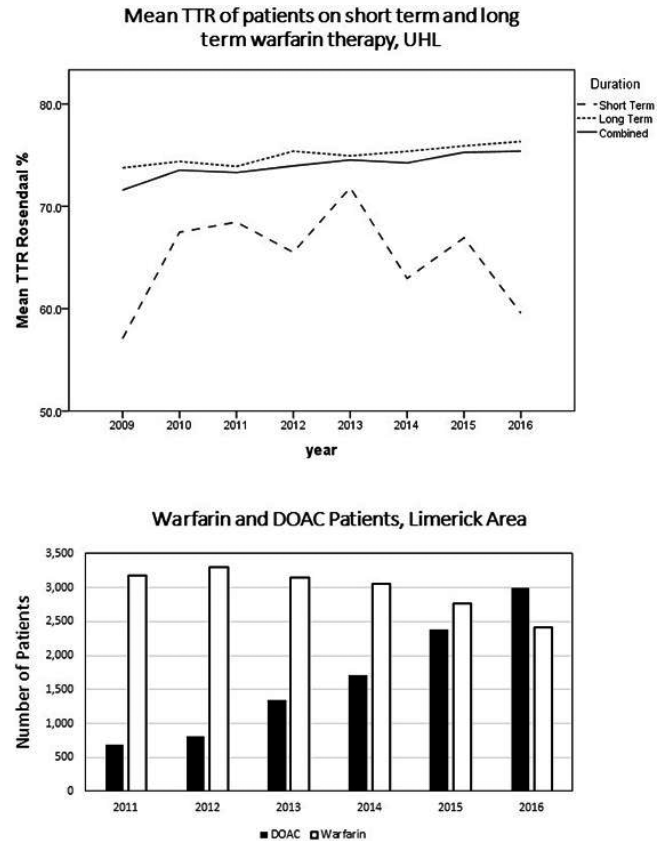 Mean TTR of patients on short term and long
term warfarin therapy, UHL
Duration
Short Term
Long Term
Combined
80.0
70.0
60.0
50.0
Mean TTR Rosendaal %
2009 2010 2011 2012 2013 2014 2015 2016
year
Warfarin and DOAC Patients, Limerick Area
3,500
3,000
2,500
2,000
1,500
1,000
500
0
Number of Patients
2011 2012 2013 2014 2015 2016
DOAC Warfarin